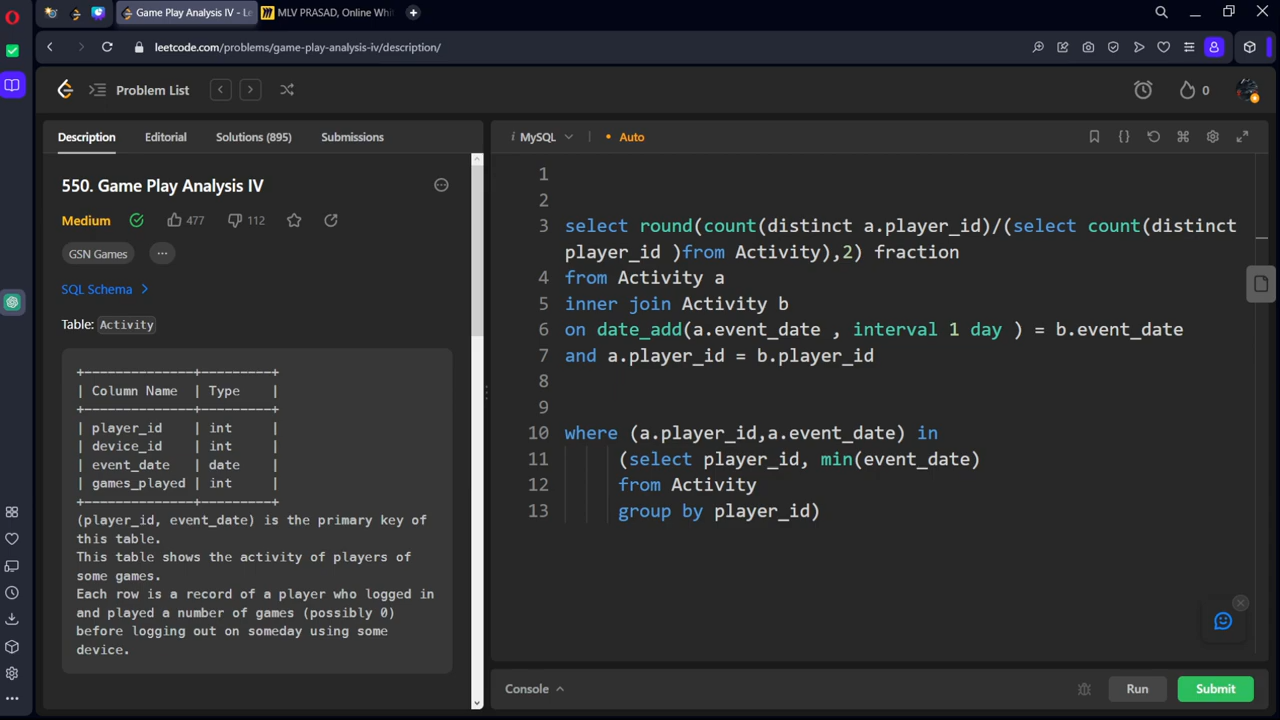 Game Play Analysis IV - Le
MLV PRASAD, Online Whit
leetcode.com/problems/game-play-analysis-iv/description/
Problem List
0
Description
Editorial
Solutions (895)
Submissions
550. Game Play Analysis IV
Medium
477
112
GSN Games
...
SQL Schema >
Table: Activity
+--------------+---------+
| Column Name  | Type    |
+--------------+---------+
| player_id    | int     |
| device_id    | int     |
| event_date   | date    |
| games_played | int     |
+--------------+---------+
(player_id, event_date) is the primary key of
this table.
This table shows the activity of players of
some games.
Each row is a record of a player who logged in
and played a number of games (possibly 0)
before logging out on someday using some
device.
i MySQL
• Auto
1
2
3 select round(count(distinct a.player_id)/(select count(distinct
player_id )from Activity),2) fraction
4 from Activity a
5 inner join Activity b
6 on date_add(a.event_date , interval 1 day ) = b.event_date
7 and a.player_id = b.player_id
8
9
10 where (a.player_id,a.event_date) in
11 (select player_id, min(event_date)
12 from Activity
13 group by player_id)
Console
Run
Submit